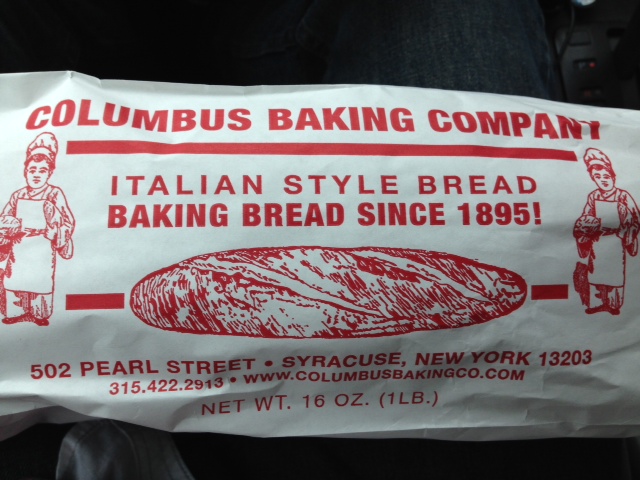 COLUMBUS BAKING COMPANY
ITALIAN STYLE BREAD
BAKING BREAD SINCE 1895!
502 PEARL STREET • SYRACUSE, NEW YORK 13203
315.422.2913 • WWW.COLUMBUSBAKINGCO.COM
NET WT. 16 OZ. (1LB.)